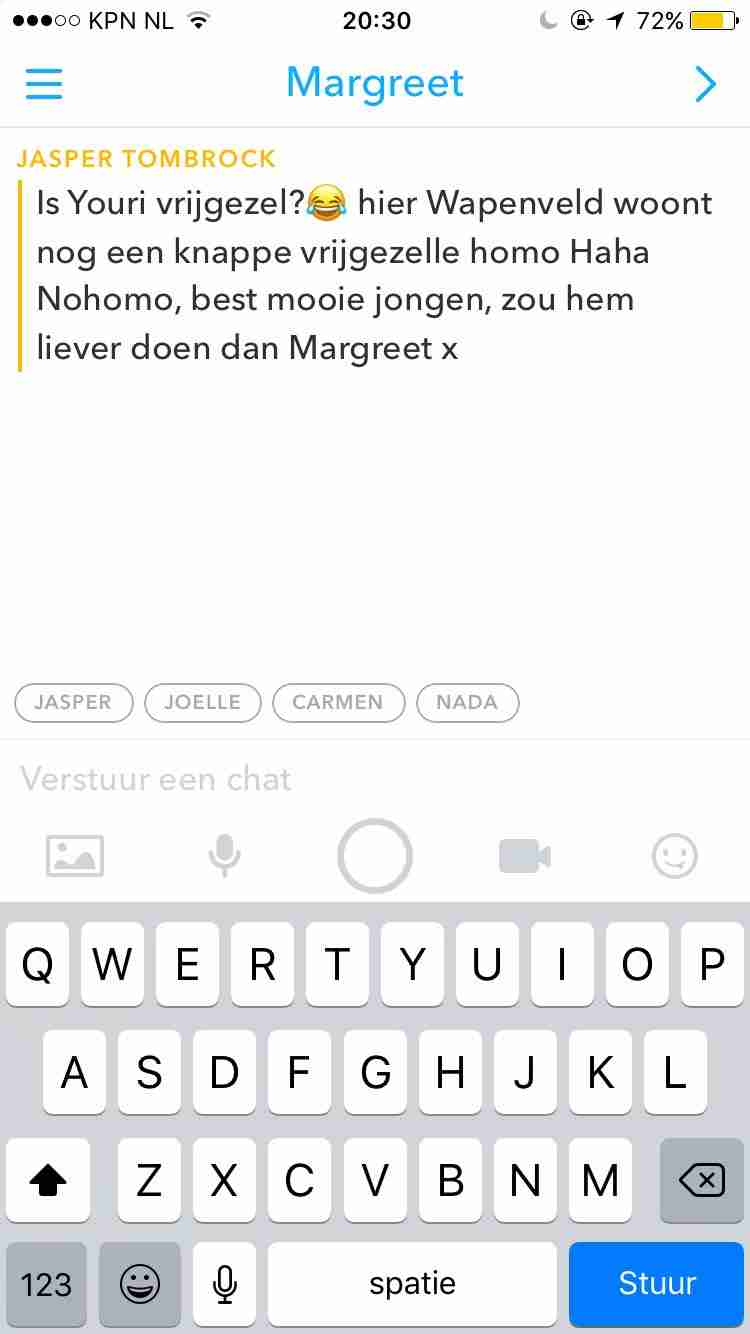 KPN NL 20:30 72%
Margreet
JASPER TOMBROCK
Is Youri vrijgezel?😂 hier Wapenveld woont
nog een knappe vrijgezelle homo Haha
Nohomo, best mooie jongen, zou hem
liever doen dan Margreet x
JASPER JOELLE CARMEN NADA
Verstuur een chat
Q W E R T Y U I O P
A S D F G H J K L
Z X C V B N M
123 spatie Stuur